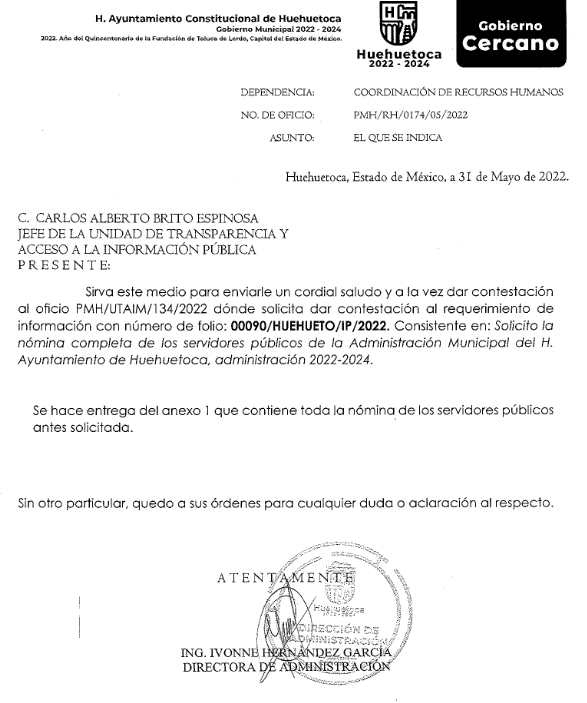 H. Ayuntamiento Constitucional de Huehuetoca
Gobierno Municipal 2022 - 2024
2022. Año del Quincentenario de la Fundación de Toluca de Lerdo, Capital del Estado de México.
Huehuetoca
2022 - 2024
Gobierno
Cercano
DEPENDENCIA: COORDINACIÓN DE RECURSOS HUMANOS
NO. DE OFICIO: PMH/RH/0174/05/2022
ASUNTO: EL QUE SE INDICA
Huehuetoca, Estado de México, a 31 de Mayo de 2022.
C. CARLOS ALBERTO BRITO ESPINOSA
JEFE DE LA UNIDAD DE TRANSPARENCIA Y
ACCESO A LA INFORMACIÓN PÚBLICA
P R E S E N T E:
Sirva este medio para enviarle un cordial saludo y a la vez dar contestación
al oficio PMH/UTAIM/134/2022 dónde solicita dar contestación al requerimiento de
información con número de folio: 00090/HUEHUETO/IP/2022. Consistente en: Solicito la
nómina completa de los servidores públicos de la Administración Municipal del H.
Ayuntamiento de Huehuetoca, administración 2022-2024.
Se hace entrega del anexo 1 que contiene toda la nómina de los servidores públicos
antes solicitada.
Sin otro particular, quedo a sus órdenes para cualquier duda o aclaración al respecto.
A T E N T A M E N T E
Huehuetoca
2022-2024
DIRECCIÓN DE
ADMINISTRACIÓN
ING. IVONNE HERNÁNDEZ GARCÍA
DIRECTORA DE ADMINISTRACIÓN